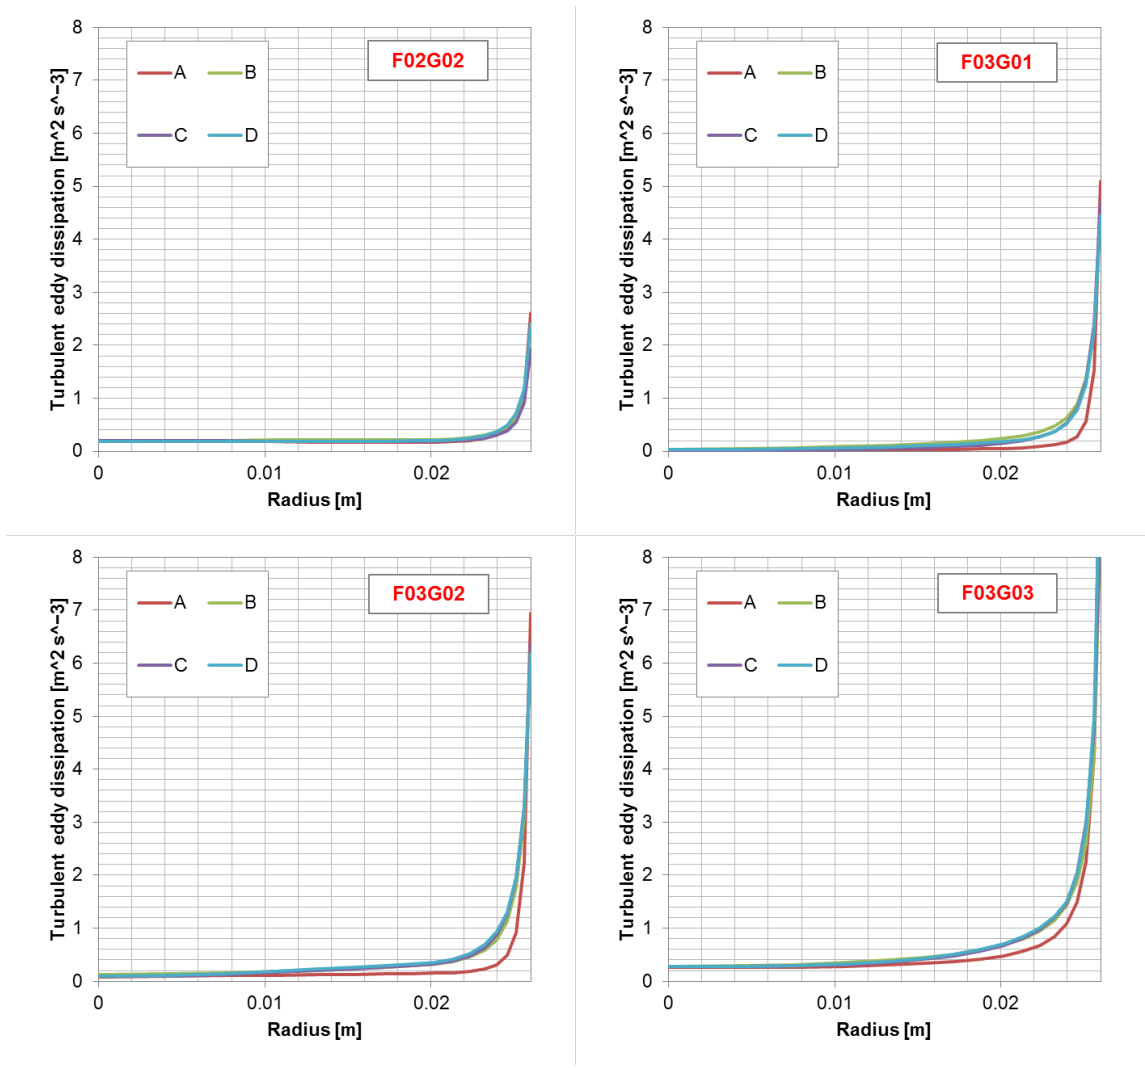 F02G02
A B
C D
8
7
6
5
4
3
2
1
0
0 0.01 0.02
Turbulent eddy dissipation [m^2 s^−3]
Radius [m]
F03G01
A B
C D
8
7
6
5
4
3
2
1
0
0 0.01 0.02
Turbulent eddy dissipation [m^2 s^−3]
Radius [m]
F03G02
A B
C D
8
7
6
5
4
3
2
1
0
0 0.01 0.02
Turbulent eddy dissipation [m^2 s^−3]
Radius [m]
F03G03
A B
C D
8
7
6
5
4
3
2
1
0
0 0.01 0.02
Turbulent eddy dissipation [m^2 s^−3]
Radius [m]